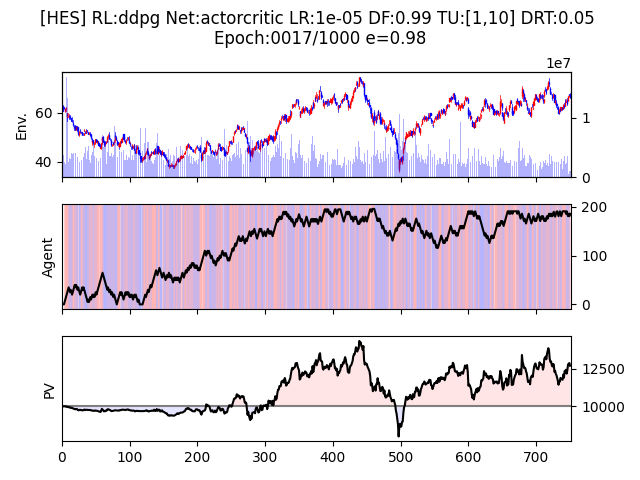 [HES] RL:ddpg Net:actorcritic LR:1e-05 DF:0.99 TU:[1,10] DRT:0.05
Epoch:0017/1000 e=0.98
1e7
Env.
60
40
1
0
Agent
200
100
0
PV
12500
10000
0
100
200
300
400
500
600
700